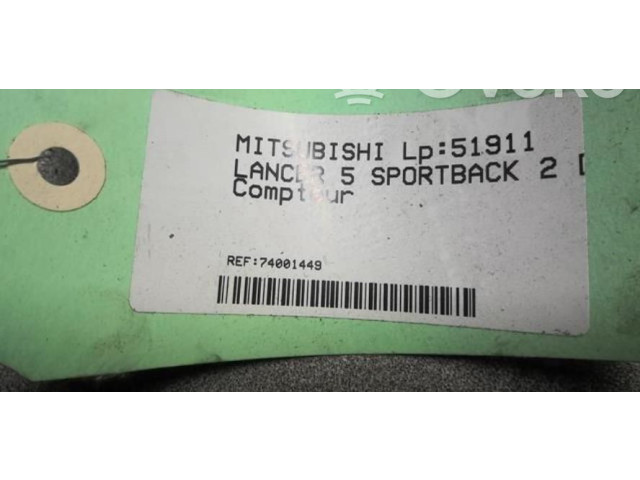 MITSUBISHI Lp:51911
LANCER 5 SPORTBACK 2
Compteur
REF:74001449